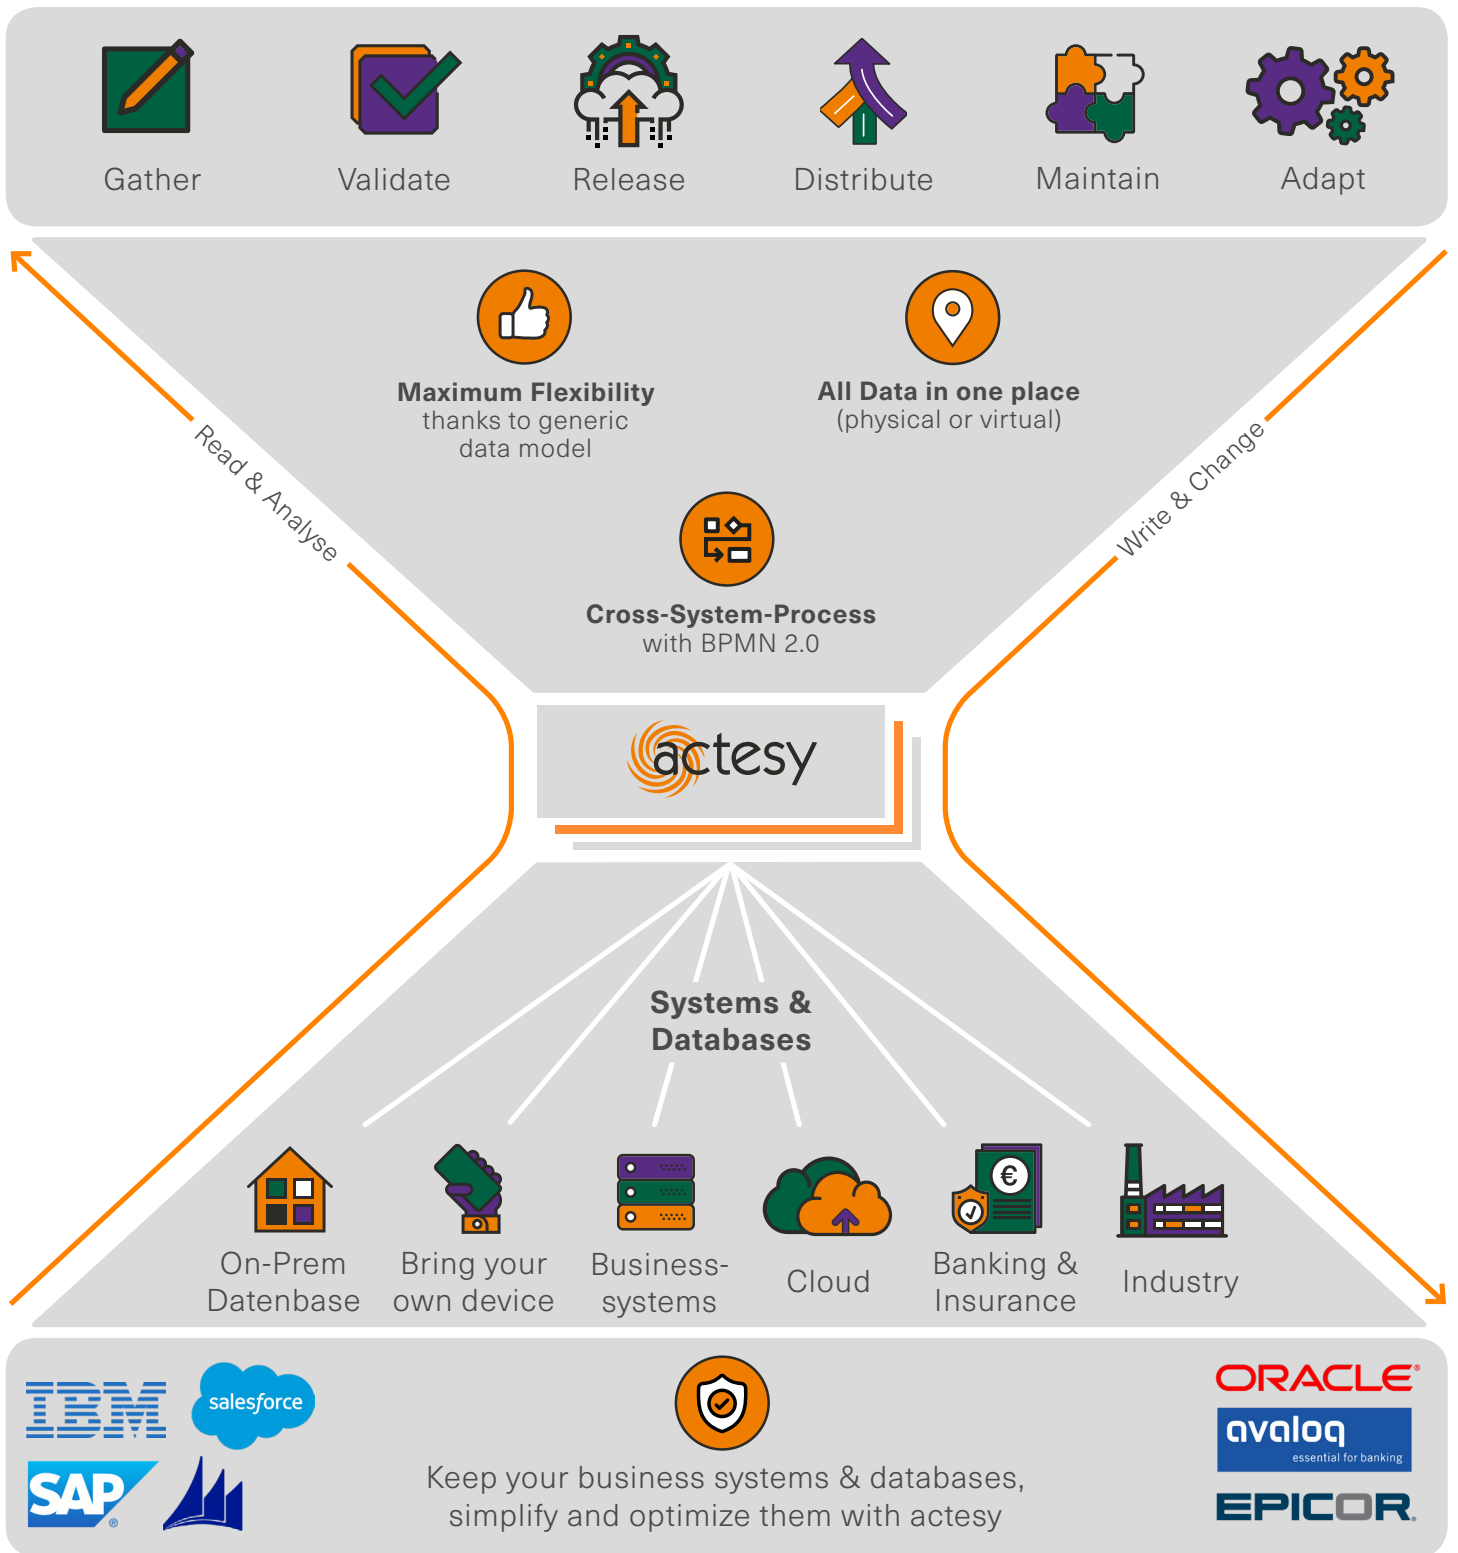 Gather
Validate
Release
Distribute
Maintain
Adapt
Maximum Flexibility
thanks to generic
data model
All Data in one place
(physical or virtual)
Read & Analyse
Write & Change
Cross-System-Process
with BPMN 2.0
actesy
Systems &
Databases
On-Prem
Datenbase
Bring your
own device
Business-
systems
Cloud
Banking &
Insurance
Industry
IBM
salesforce
SAP®
Keep your business systems & databases,
simplify and optimize them with actesy
ORACLE®
avaloq
essential for banking
EPICOR.